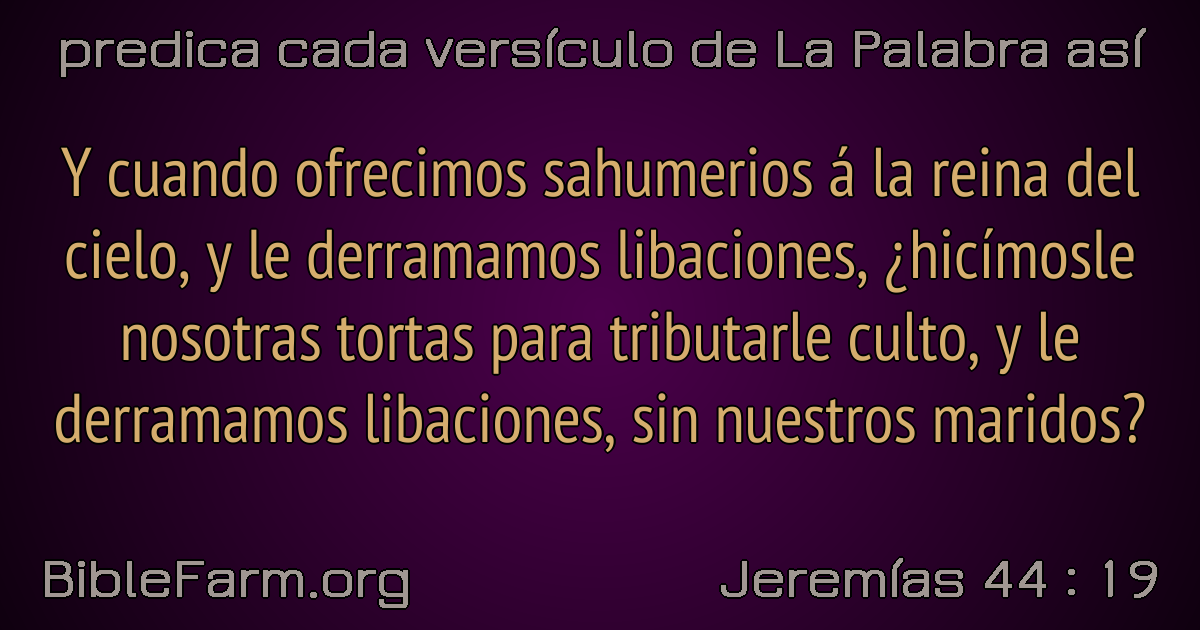 predica cada versículo de La Palabra así
Y cuando ofrecimos sahumerios á la reina del
cielo, y le derramamos libaciones, ¿hicímosle
nosotras tortas para tributarle culto, y le
derramamos libaciones, sin nuestros maridos?
BibleFarm.org
Jeremías 44 : 19